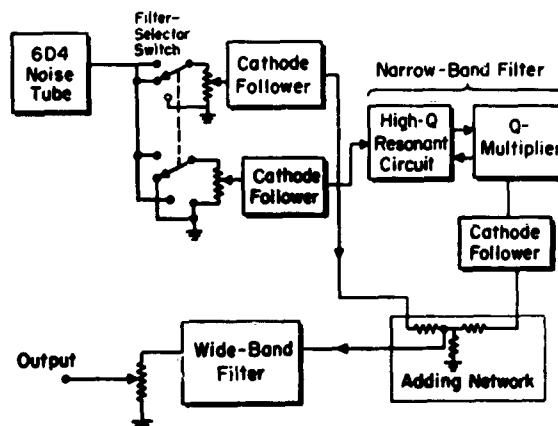 6D4
Noise
Tube
Filter-
Selector
Switch
Cathode
Follower
Narrow-Band Filter
High-Q
Resonant
Circuit
Q-
Multiplier
Cathode
Follower
Cathode
Follower
Output
Wide-Band
Filter
Adding Network